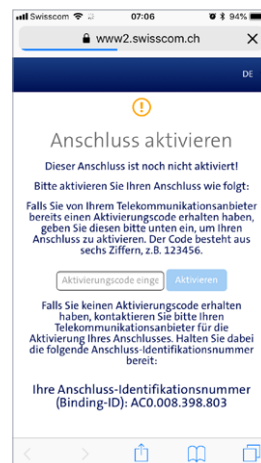 Swisscom 07:06 94%
www2.swisscom.ch
DE
Anschluss aktivieren
Dieser Anschluss ist noch nicht aktiviert!
Bitte aktivieren Sie Ihren Anschluss wie folgt:
Falls Sie von Ihrem Telekommunikationsanbieter
bereits einen Aktivierungscode erhalten haben,
geben Sie diesen bitte unten ein, um Ihren
Anschluss zu aktivieren. Der Code besteht aus
sechs Ziffern, z.B. 123456.
Aktivierungscode einge Aktivieren
Falls Sie keinen Aktivierungscode erhalten
haben, kontaktieren Sie bitte Ihren
Telekommunikationsanbieter für die
Aktivierung Ihres Anschlusses. Halten Sie dabei
die folgende Anschluss-Identifikationsnummer
bereit:
Ihre Anschluss-Identifikationsnummer
(Binding-ID): AC0.008.398.803